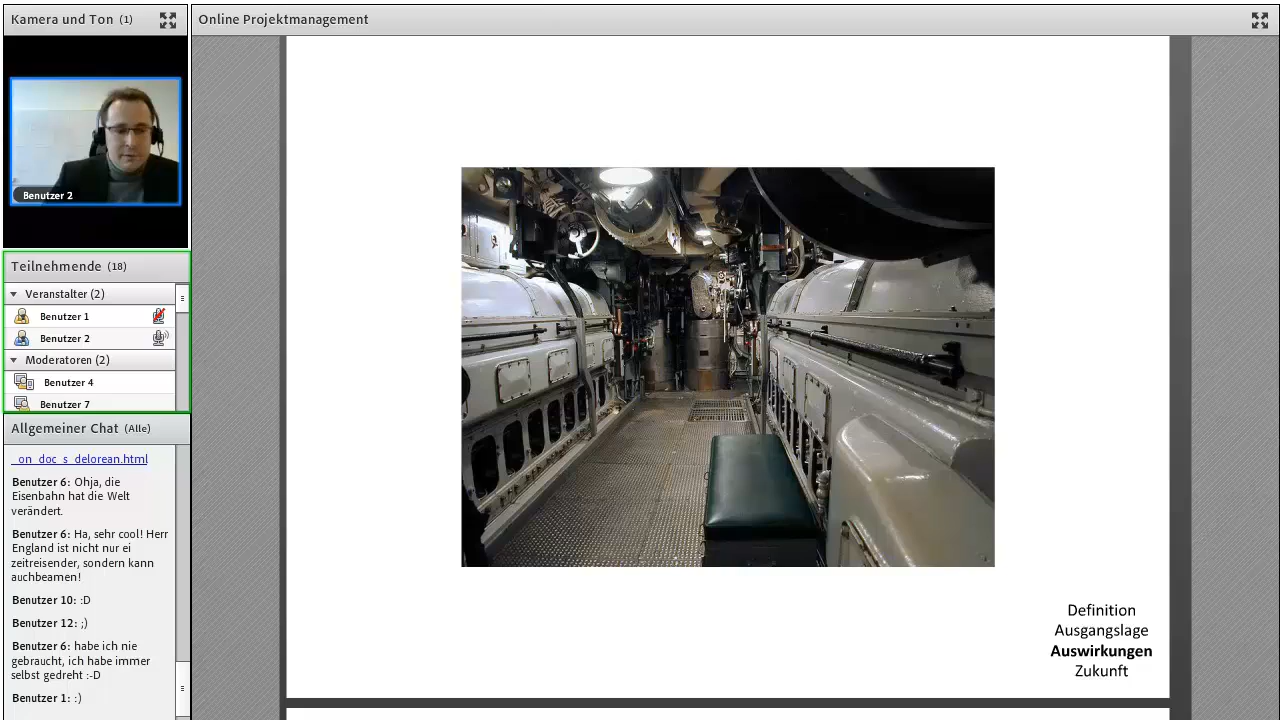 Kamera und Ton (1)
Benutzer 2
Teilnehmende (18)
Veranstalter (2)
Benutzer 1
Benutzer 2
Moderatoren (2)
Benutzer 4
Benutzer 7
Allgemeiner Chat (Alle)
_on_doc_s_delorean.html
Benutzer 6: Ohja, die
Eisenbahn hat die Welt
verändert.
Benutzer 6: Ha, sehr cool! Herr
England ist nicht nur ei
zeitreisender, sondern kann
auchbeamen!
Benutzer 10: :D
Benutzer 12: ;)
Benutzer 6: habe ich nie
gebraucht, ich habe immer
selbst gedreht :-D
Benutzer 1: :)
Online Projektmanagement
Definition
Ausgangslage
Auswirkungen
Zukunft